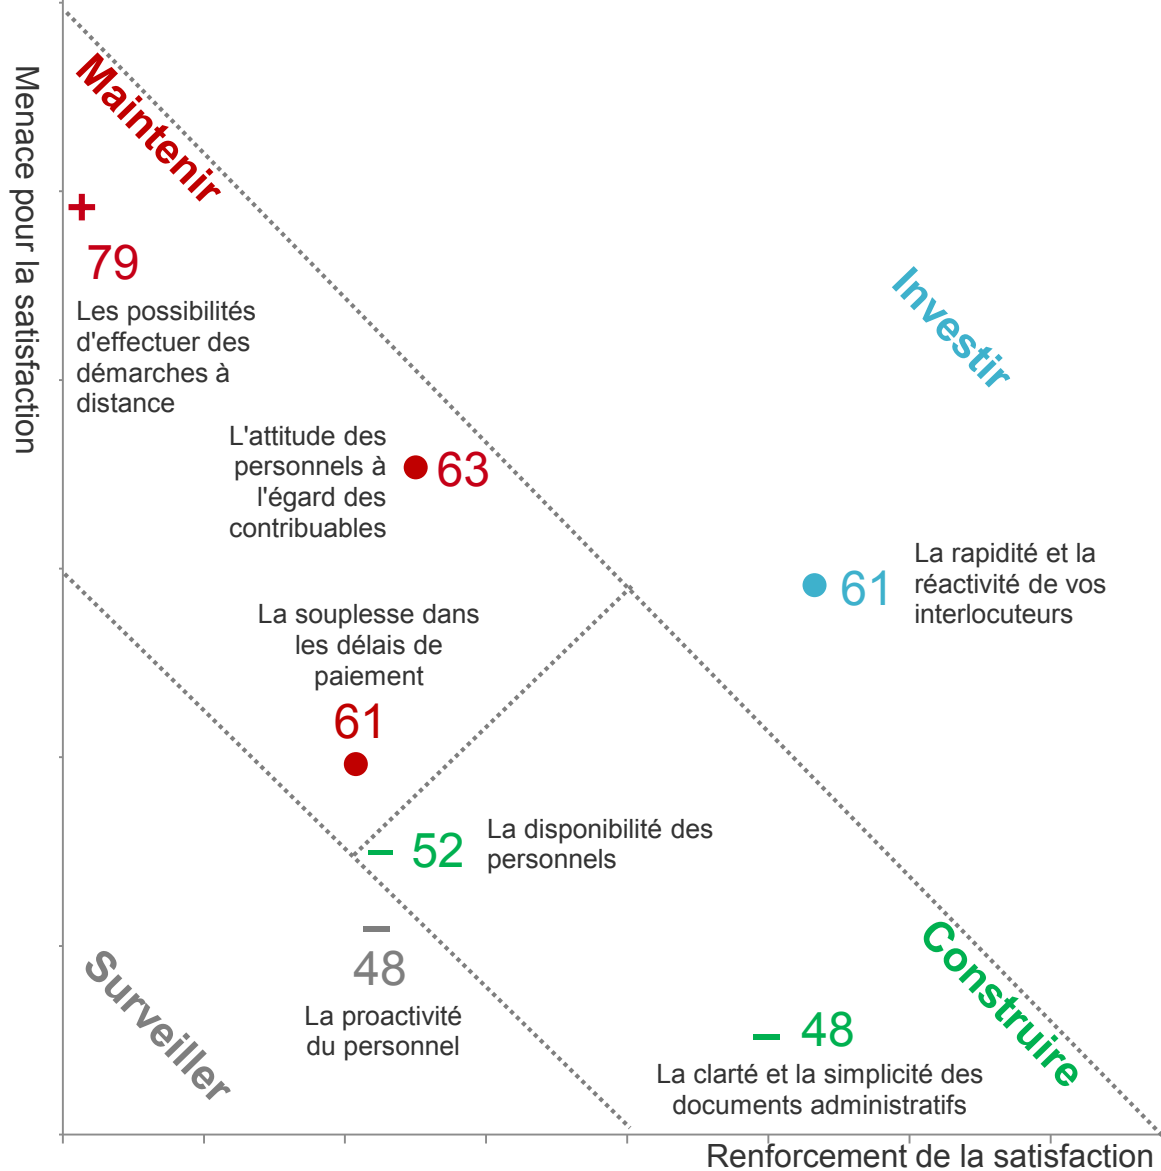 Menace pour la satisfaction
Maintenir
+
79
Les possibilités
d'effectuer des
démarches à
distance
L'attitude des
personnels à
l'égard des
contribuables
63
Investir
61
La rapidité et la
réactivité de vos
interlocuteurs
La souplesse dans
les délais de
paiement
61
– 52
La disponibilité des
personnels
Surveiller
–
48
La proactivité
du personnel
Construire
– 48
La clarté et la simplicité des
documents administratifs
Renforcement de la satisfaction